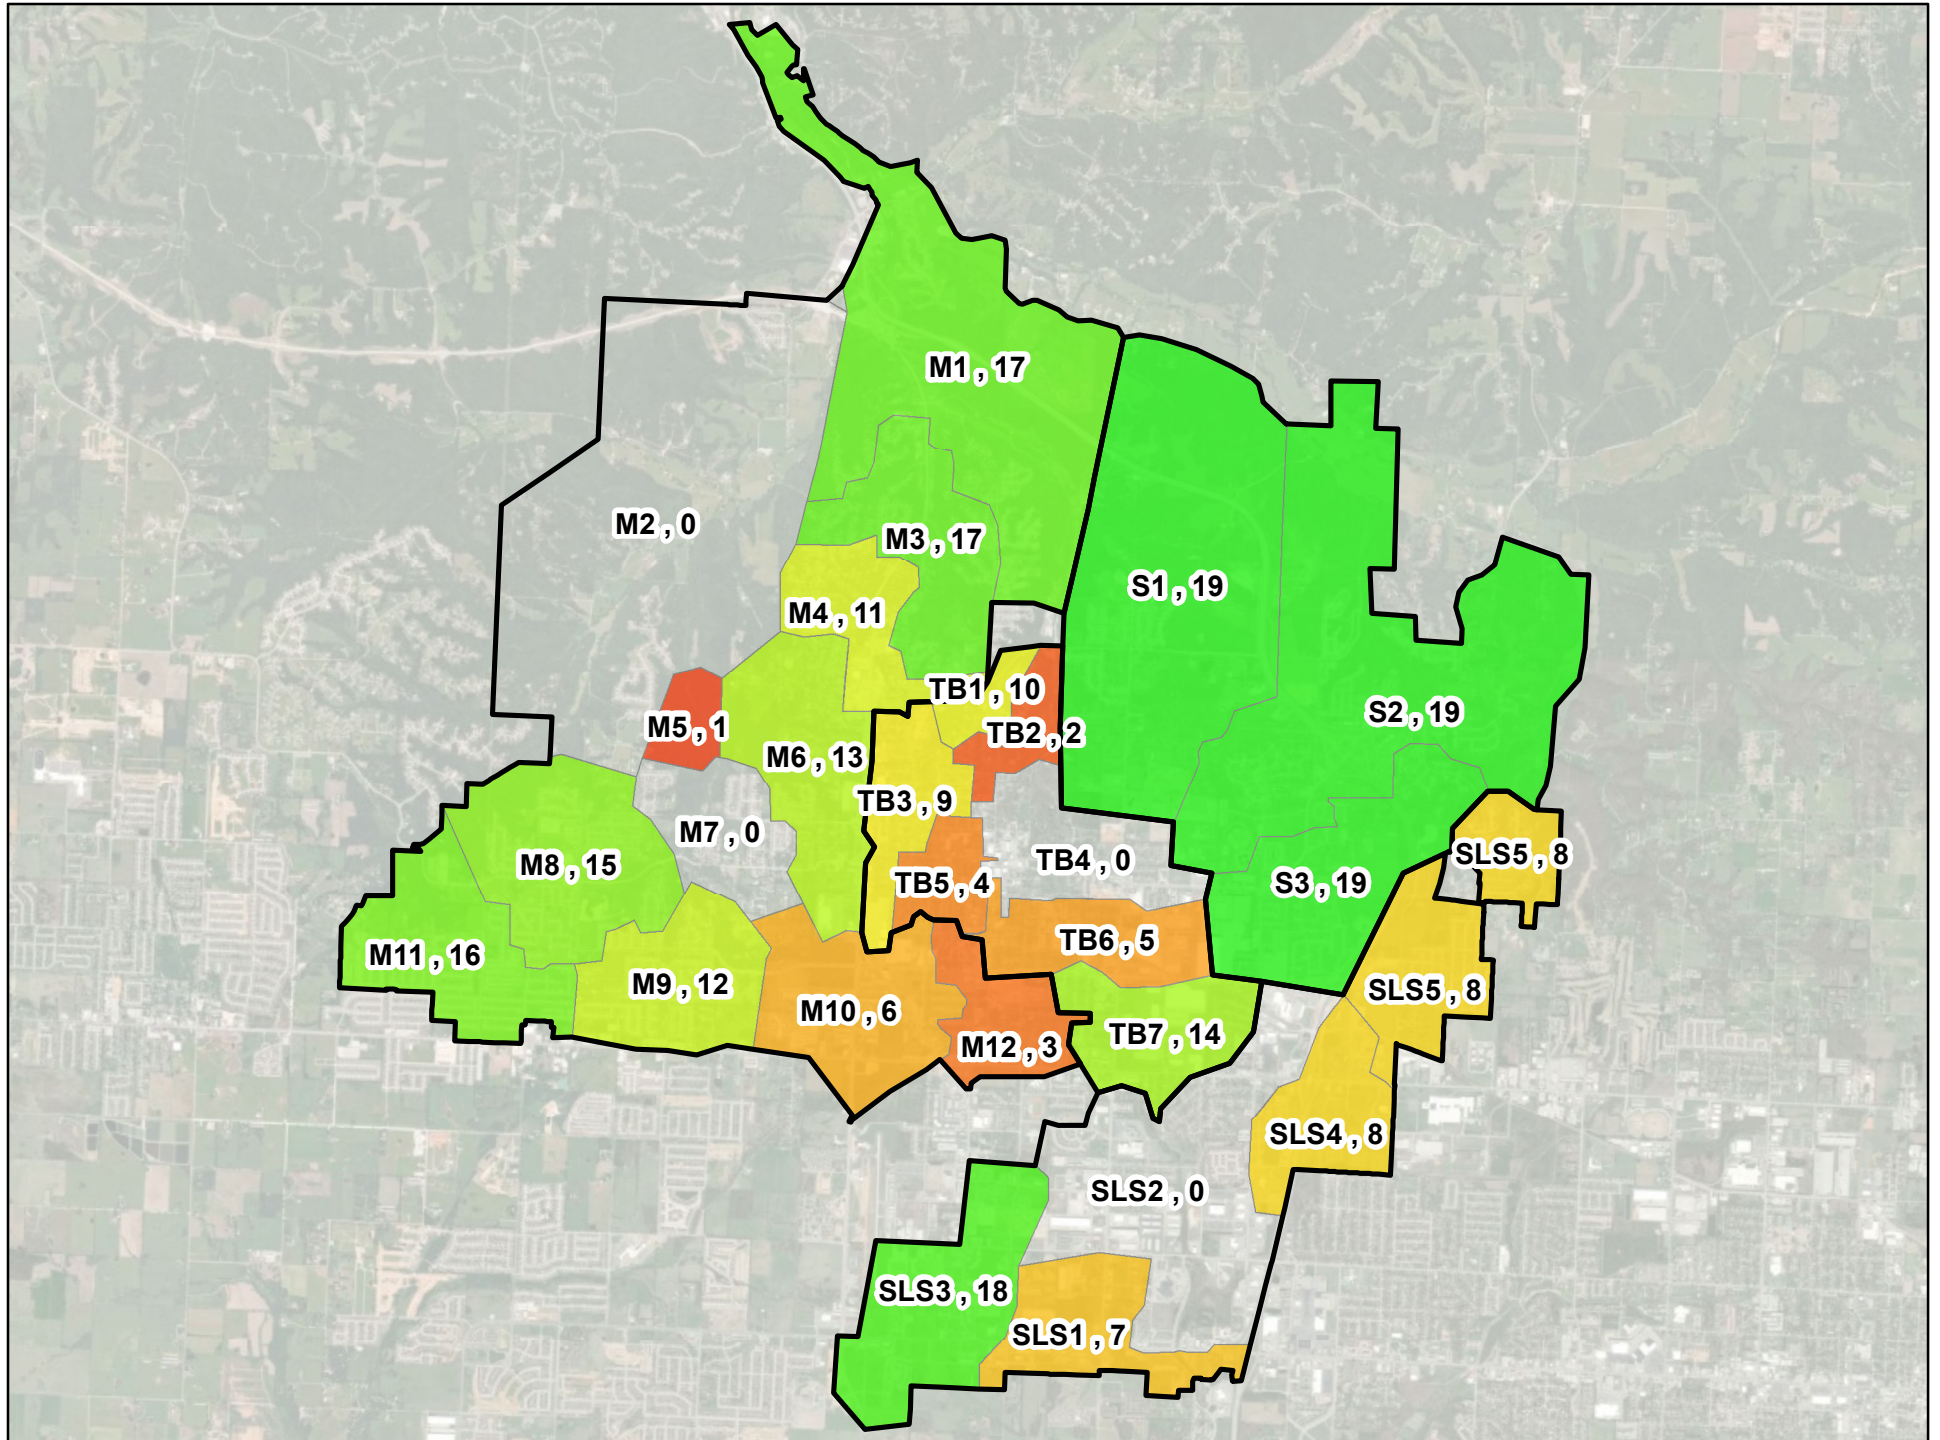 M1 , 17
M2 , 0
M3 , 17
S1 , 19
M4 , 11
TB1 , 10
S2 , 19
M5 , 1
TB2 , 2
M6 , 13
TB3 , 9
M7 , 0
SLS5 , 8
TB4 , 0
M8 , 15
TB5 , 4
S3 , 19
TB6 , 5
M11 , 16
M9 , 12
SLS5 , 8
M10 , 6
TB7 , 14
M12 , 3
SLS4 , 8
SLS2 , 0
SLS3 , 18
SLS1 , 7